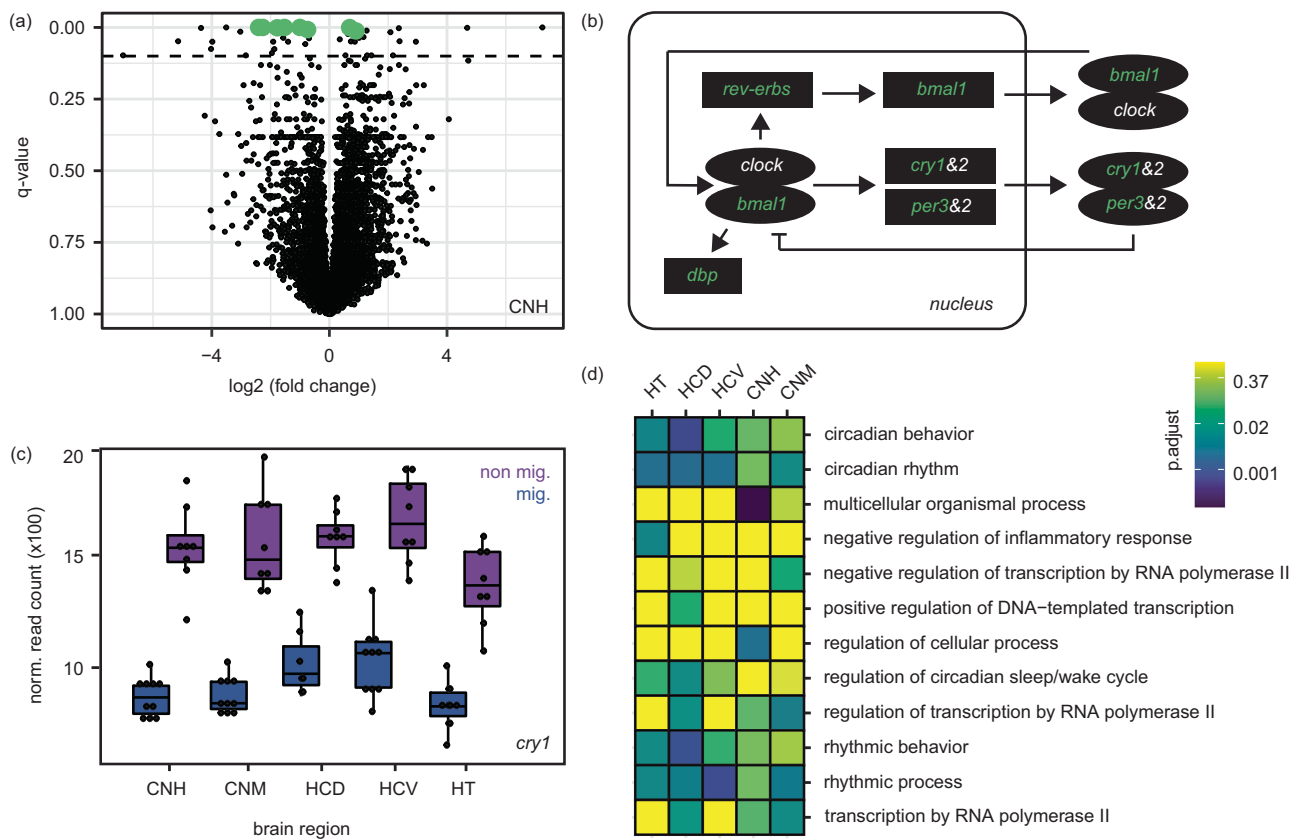 (a)
0.00
0.25
0.50
0.75
1.00
q-value
CNH
−4
0
4
log2 (fold change)
(b)
rev-erbs
bmal1
bmal1
clock
clock
bmal1
cry1&2
per3&2
cry1&2
per3&2
dbp
nucleus
(c)
20
15
10
norm. read count (x100)
non mig.
mig.
cry1
CNH
CNM
HCD
HCV
HT
brain region
(d)
HT
HCD
HCV
CNH
CNM
p.adjust
0.37
0.02
0.001
circadian behavior
circadian rhythm
multicellular organismal process
negative regulation of inflammatory response
negative regulation of transcription by RNA polymerase II
positive regulation of DNA−templated transcription
regulation of cellular process
regulation of circadian sleep/wake cycle
regulation of transcription by RNA polymerase II
rhythmic behavior
rhythmic process
transcription by RNA polymerase II